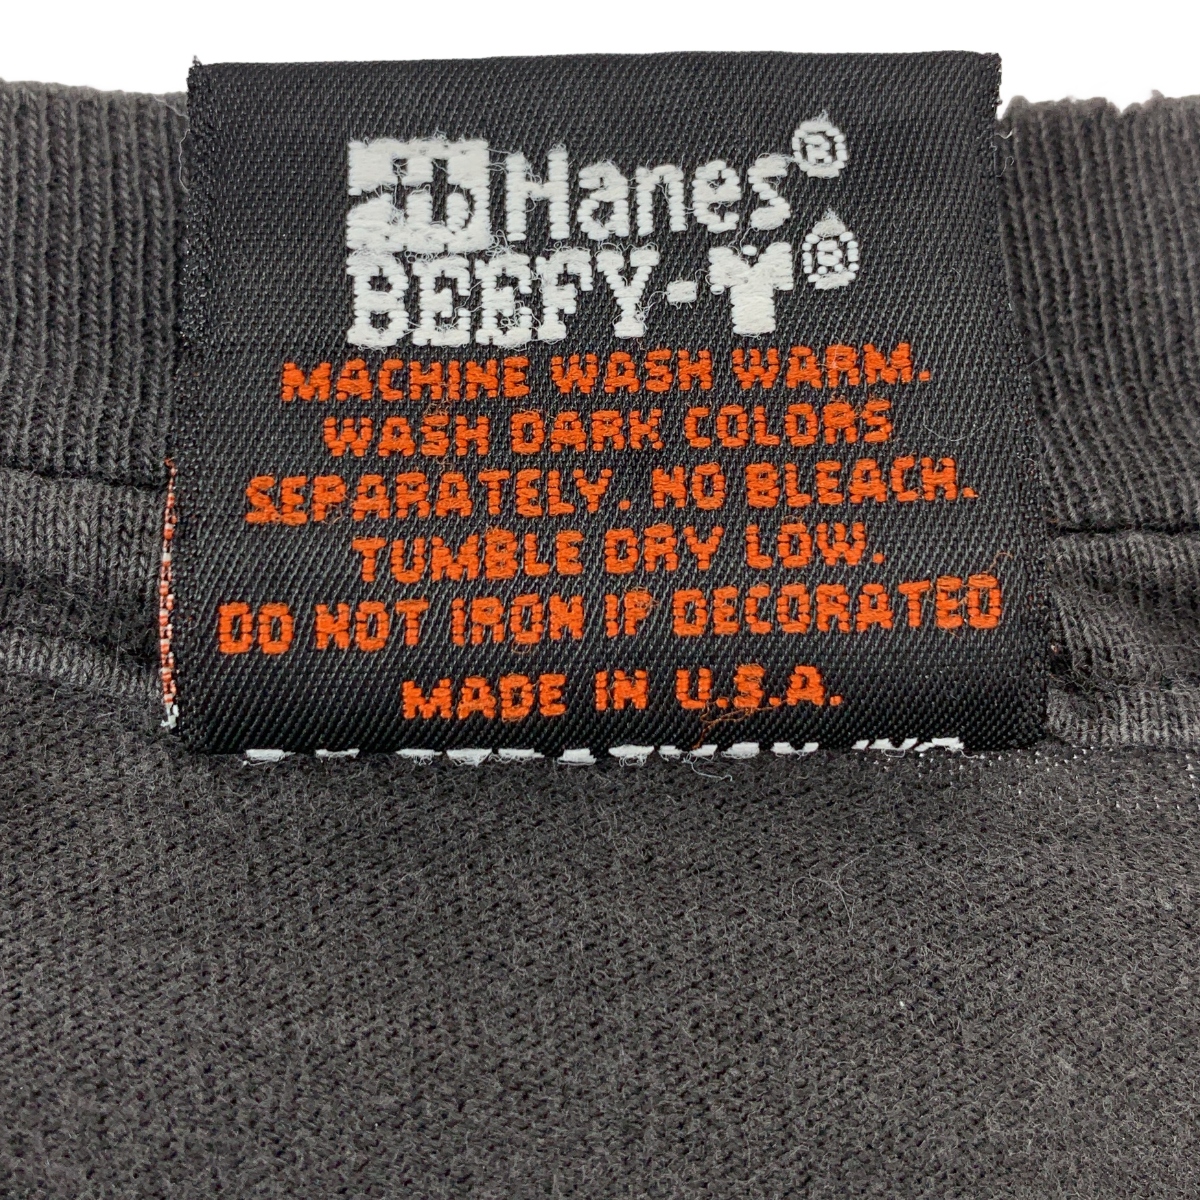 Hanes®
BEEFY-T®
MACHINE WASH WARM.
WASH DARK COLORS
SEPARATELY. NO BLEACH.
TUMBLE DRY LOW.
DO NOT IRON IF DECORATED
MADE IN U.S.A.